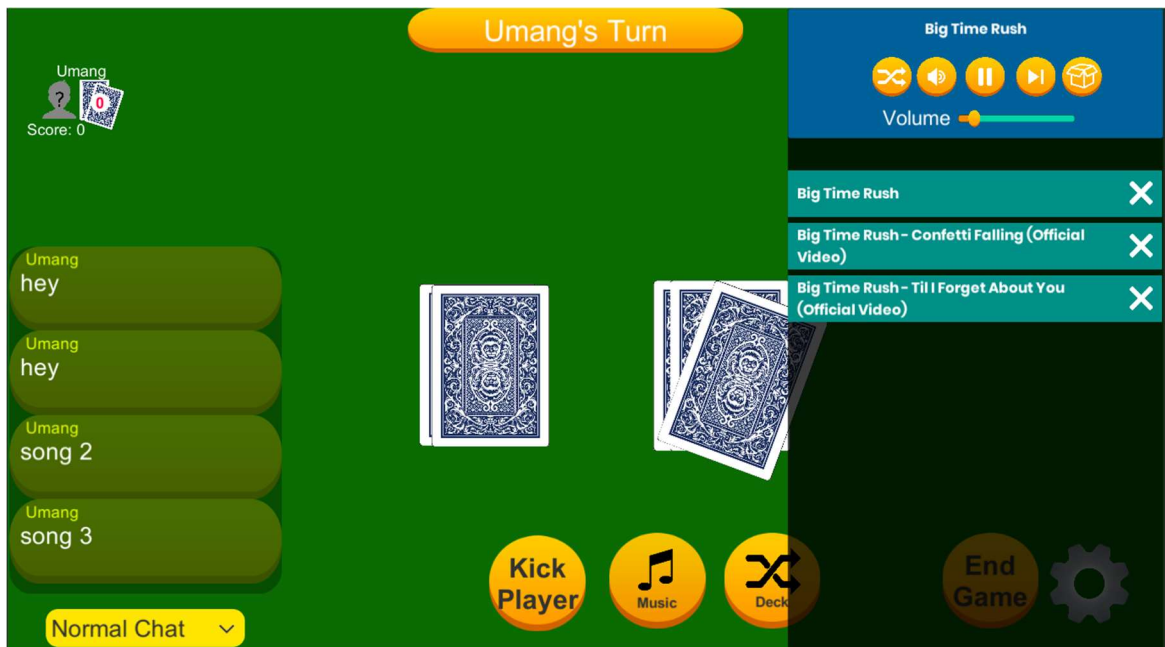 Umang's Turn
Umang
?
0
Score: 0
Umang
hey
Umang
hey
Umang
song 2
Umang
song 3
Normal Chat
Kick
Player
Music
Deck
End
Game
Big Time Rush
Volume
Big Time Rush
Big Time Rush - Confetti Falling (Official
Video)
Big Time Rush - Til I Forget About You
(Official Video)